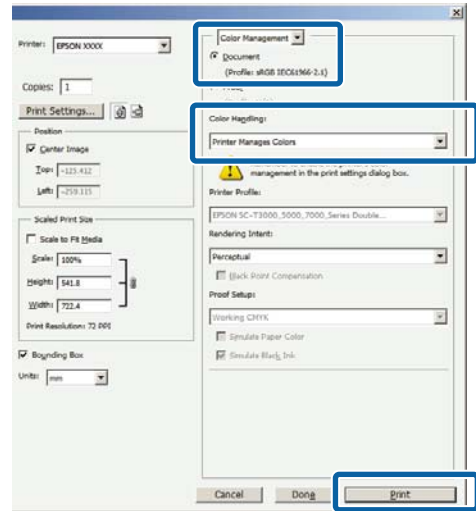 Printer: EPSON XXXX
Copies: 1
Print Settings...
Position
Center Image
Top: -125.412
Left: -259.115
Scaled Print Size
Scale to Fit Media
Scale: 100%
Height: 541.8
Width: 722.4
Print Resolution: 72 PPI
Bounding Box
Units: mm
Color Management
Document
(Profile: sRGB IEC61966-2.1)
Color Handling:
Printer Manages Colors
management in the print settings dialog box.
Printer Profile:
EPSON SC-T3000_5000_7000_Series Double...
Rendering Intent:
Perceptual
Black Point Compensation
Proof Setup:
Working CMYK
Simulate Paper Color
Simulate Black Ink
Cancel
Done
Print